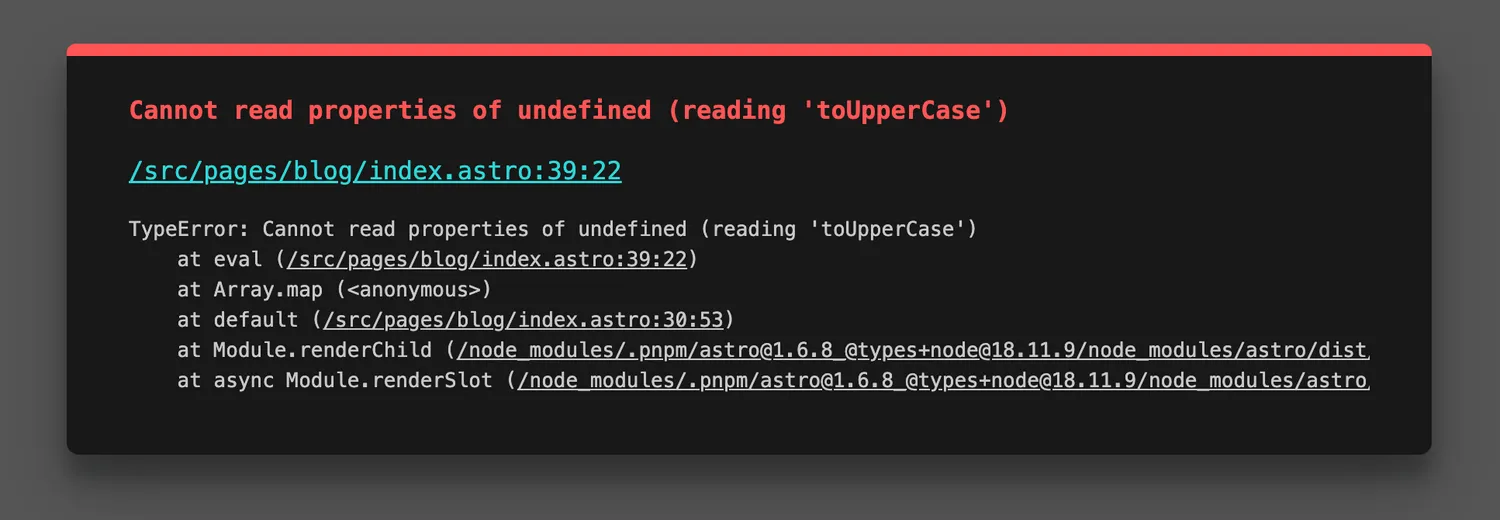 Cannot read properties of undefined (reading 'toUpperCase')
/src/pages/blog/index.astro:39:22
TypeError: Cannot read properties of undefined (reading 'toUpperCase')
    at eval (/src/pages/blog/index.astro:39:22)
    at Array.map (<anonymous>)
    at default (/src/pages/blog/index.astro:30:53)
    at Module.renderChild (/node_modules/.pnpm/astro@1.6.8_@types+node@18.11.9/node_modules/astro/dist/
    at async Module.renderSlot (/node_modules/.pnpm/astro@1.6.8_@types+node@18.11.9/node_modules/astro/